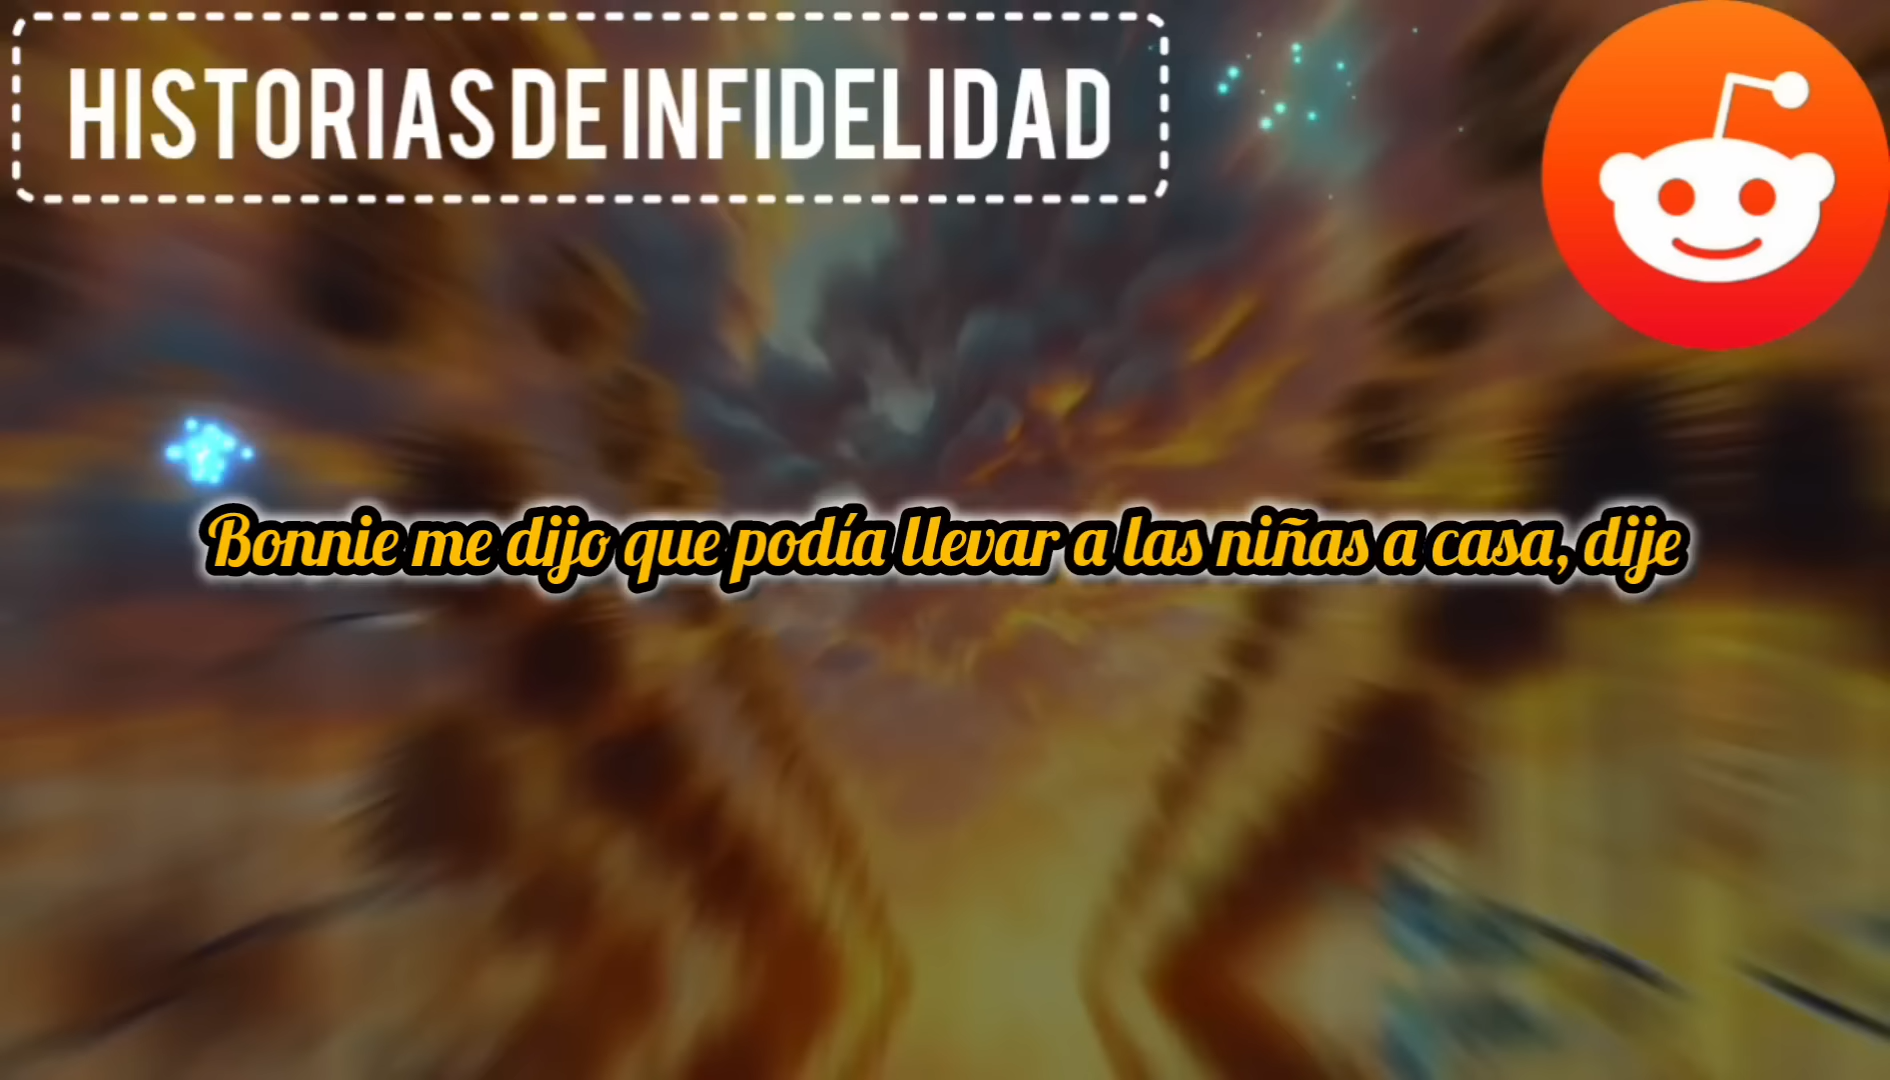 HISTORIAS DE INFIDELIDAD
Bonnie me dijo que podía llevar a las niñas a casa, dije